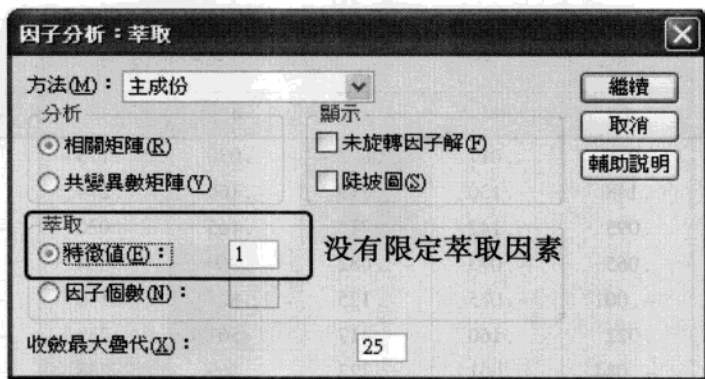 因子分析：萃取
方法(M)： 主成份
繼續
取消
輔助説明
分析
相關矩陣(R)
共變異數矩陣(V)
顯示
未旋轉因子解(F)
陡坡圖(S)
萃取
特徵值(E)： 1
因子個數(N)：
没有限定萃取因素
收斂最大疊代(X)： 25